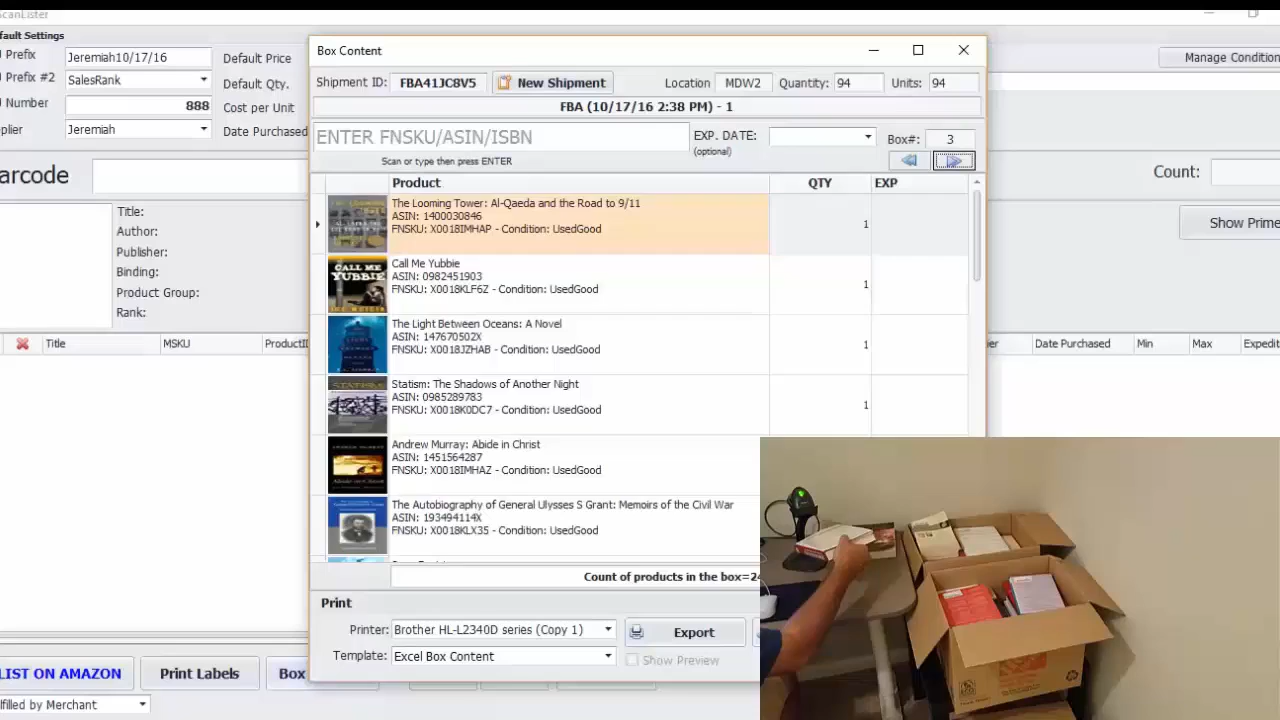 ScanLister
fault Settings
Prefix
Jeremiah10/17/16
Default Price
Prefix #2
SalesRank
Default Qty.
Number
888
Cost per Unit
plier
Jeremiah
Date Purchased
arcode
Title:
Author:
Publisher:
Binding:
Product Group:
Rank:
Title
MSKU
ProductI
LIST ON AMAZON
Print Labels
Box
filled by Merchant
Box Content
Shipment ID:
FBA41JC8V5
New Shipment
Location
MDW2
Quantity:
94
Units:
94
FBA (10/17/16 2:38 PM) - 1
ENTER FNSKU/ASIN/ISBN
EXP. DATE:
(optional)
Box#:
3
Scan or type then press ENTER
Product
QTY
EXP
The Looming Tower: Al-Qaeda and the Road to 9/11
ASIN: 1400030846
FNSKU: X0018IMHAP - Condition: UsedGood
1
CALL ME
YUBBIE
Call Me Yubbie
ASIN: 0982451903
FNSKU: X0018KLF6Z - Condition: UsedGood
1
The Light Between Oceans: A Novel
ASIN: 147670502X
FNSKU: X0018JZHAB - Condition: UsedGood
1
STATISM
Statism: The Shadows of Another Night
ASIN: 0985289783
FNSKU: X0018K0DC7 - Condition: UsedGood
1
Andrew Murray: Abide in Christ
ASIN: 1451564287
FNSKU: X0018IMHAZ - Condition: UsedGood
The Autobiography of General Ulysses S Grant: Memoirs of the Civil War
ASIN: 193494114X
FNSKU: X0018KLX35 - Condition: UsedGood
Count of products in the box=24
Print
Printer:
Brother HL-L2340D series (Copy 1)
Export
Template:
Excel Box Content
Show Preview
Manage Condition
Count:
Show Prime
ier
Date Purchased
Min
Max
Expedit